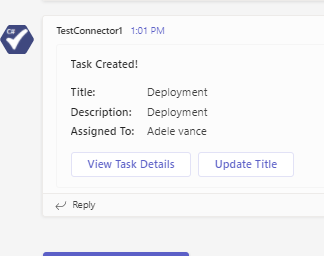 C#
TestConnector1 1:01 PM
Task Created!
Title: Deployment
Description: Deployment
Assigned To: Adele vance
View Task Details Update Title
Reply